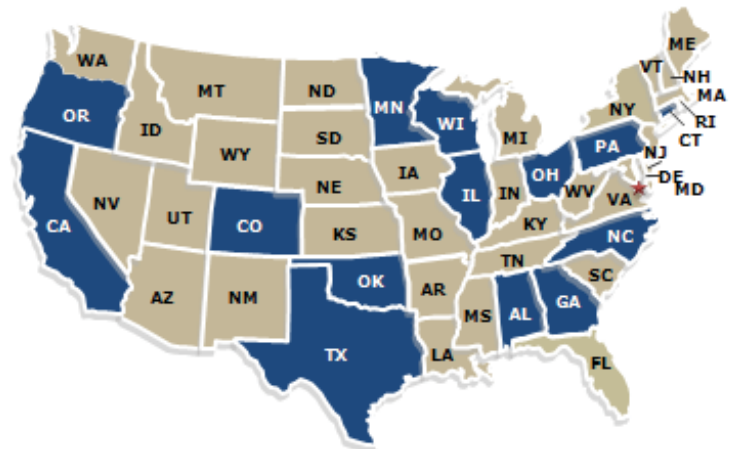 WA
MT
ND
MN
VT
ME
NH
MA
OR
ID
WY
SD
WI
MI
NY
RI
CT
NV
UT
CO
NE
IA
IL
IN
OH
PA
NJ
DE
MD
CA
KS
MO
KY
WV
VA
AZ
NM
OK
AR
TN
NC
SC
TX
LA
MS
AL
GA
FL